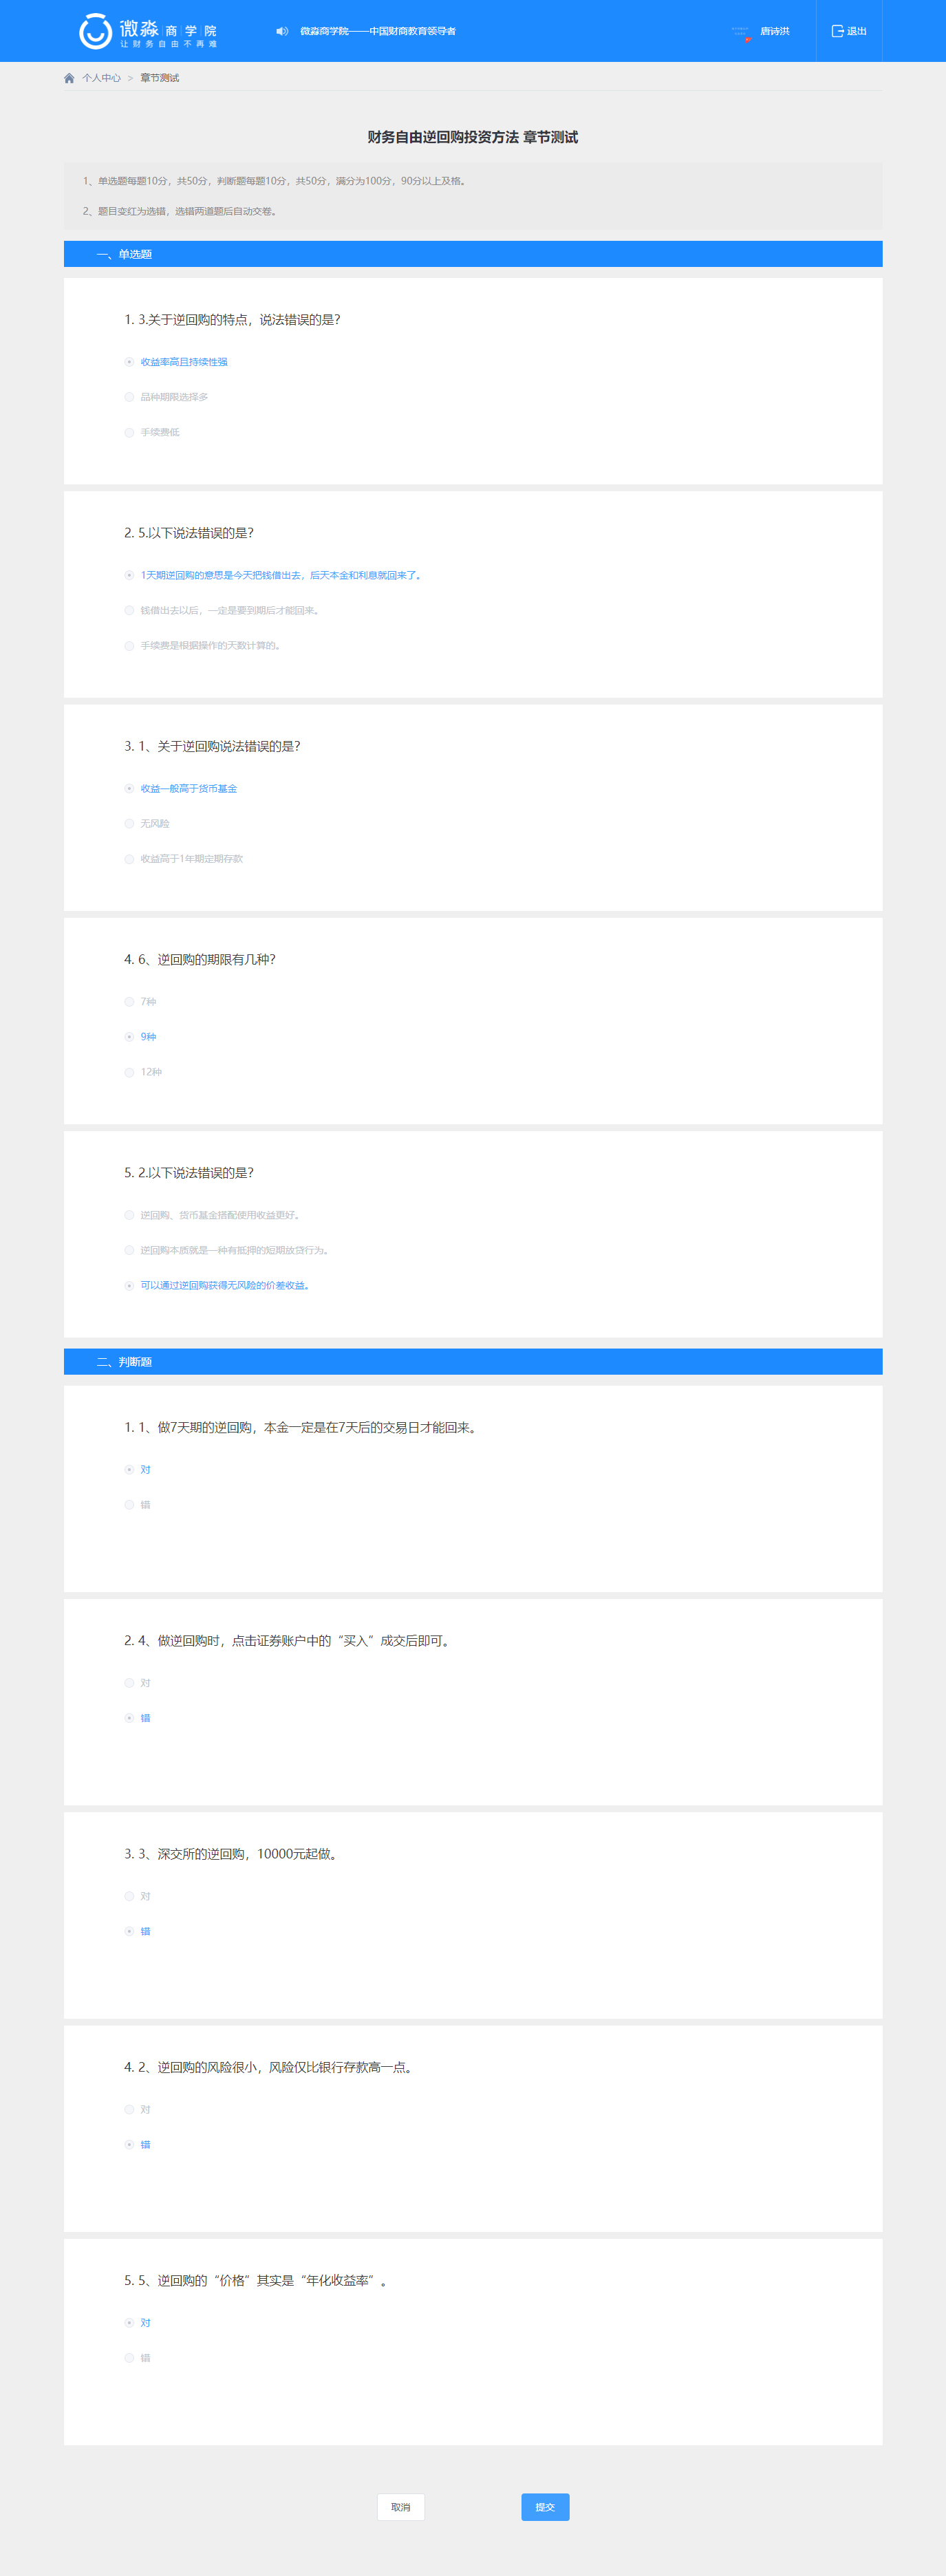 微淼商学院
让财务自由不再难
微淼商学院——中国财商教育领导者
唐诗洪
退出
个人中心 > 章节测试
财务自由逆回购投资方法 章节测试
1、单选题每题10分，共50分，判断题每题10分，共50分，满分为100分，90分以上及格。
2、题目变红为选错，选错两道题后自动交卷。
一、单选题
1. 3.关于逆回购的特点，说法错误的是？
收益率高且持续性强
品种期限选择多
手续费低
2. 5.以下说法错误的是？
1天期逆回购的意思是今天把钱借出去，后天本金和利息就回来了。
钱借出去以后，一定是要到期后才能回来。
手续费是根据操作的天数计算的。
3. 1、关于逆回购说法错误的是？
收益一般高于货币基金
无风险
收益高于1年期定期存款
4. 6、逆回购的期限有几种？
7种
9种
12种
5. 2.以下说法错误的是？
逆回购、货币基金搭配使用收益更好。
逆回购本质就是一种有抵押的短期放贷行为。
可以通过逆回购获得无风险的价差收益。
二、判断题
1. 1、做7天期的逆回购，本金一定是在7天后的交易日才能回来。
对
错
2. 4、做逆回购时，点击证券账户中的“买入”成交后即可。
对
错
3. 3、深交所的逆回购，10000元起做。
对
错
4. 2、逆回购的风险很小，风险仅比银行存款高一点。
对
错
5. 5、逆回购的“价格”其实是“年化收益率”。
对
错
取消
提交